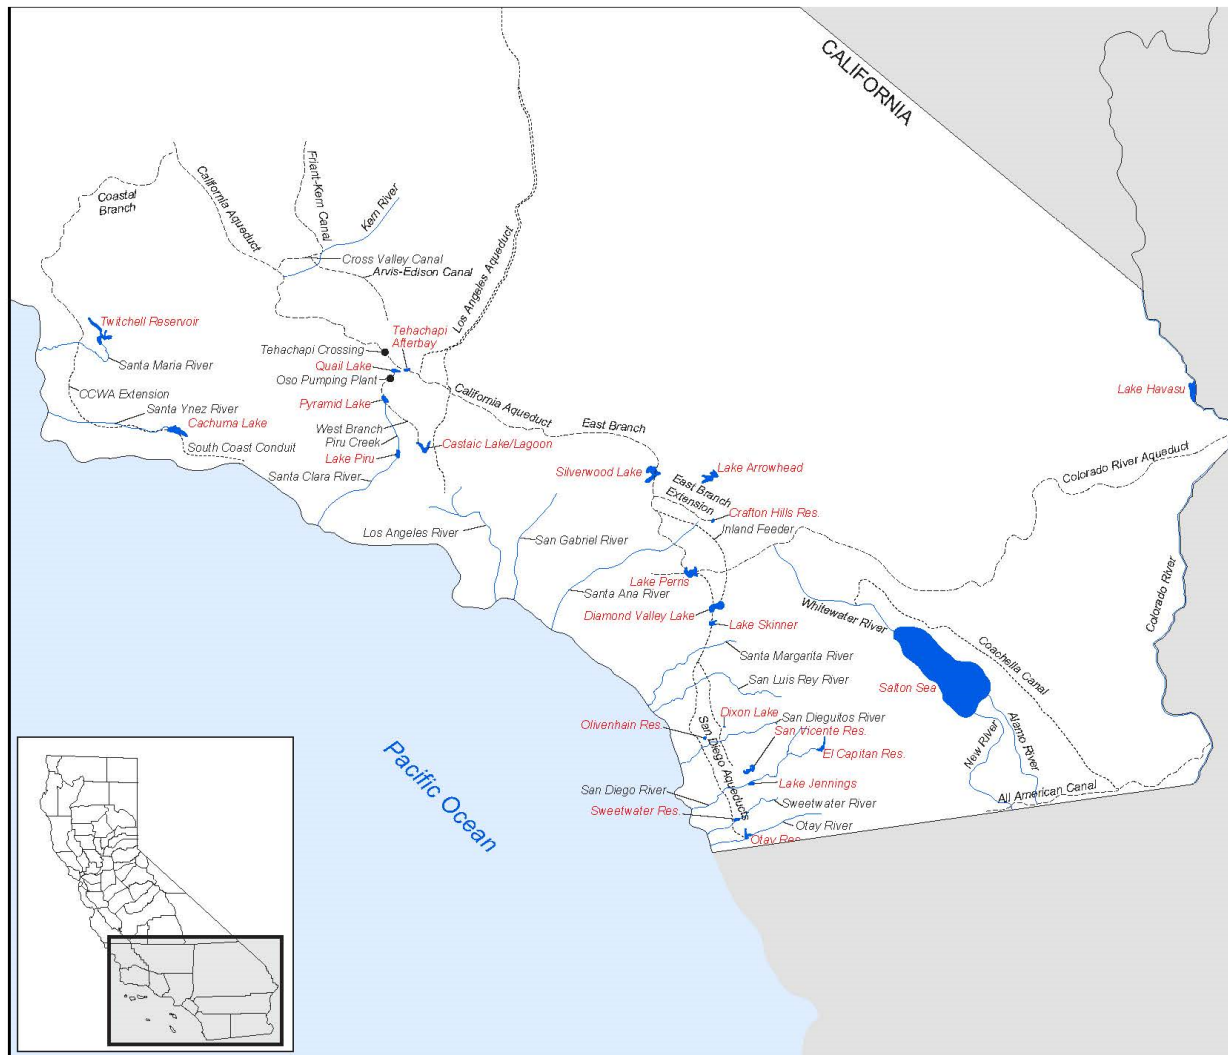 CALIFORNIA
Coastal
Branch
California Aqueduct
Friant-Kern Canal
Kern River
Cross Valley Canal
Arvis-Edison Canal
Los Angeles Aqueduct
Twitchell Reservoir
Tehachapi
Afterbay
Tehachapi Crossing
Santa Maria River
Quail Lake
Oso Pumping Plant
CCWA Extension
Pyramid Lake
California Aqueduct
East Branch
Lake Havasu
Santa Ynez River
Cachuma Lake
West Branch
Piru Creek
South Coast Conduit
Castaic Lake/Lagoon
Lake Piru
Santa Clara River
Silverwood Lake
Lake Arrowhead
Colorado River Aqueduct
East Branch
Extension
Crafton Hills Res.
Inland Feeder
Los Angeles River
San Gabriel River
Lake Perris
Santa Ana River
Whitewater River
Colorado River
Diamond Valley Lake
Lake Skinner
Santa Margarita River
Coachella Canal
San Luis Rey River
Salton Sea
Dixon Lake
San Dieguitos River
Olivenhain Res.
San Vicente Res.
El Capitan Res.
San Diego Aqueducts
New River
Alamo River
Lake Jennings
San Diego River
All American Canal
Sweetwater River
Sweetwater Res.
Otay River
Otay Res.
Pacific Ocean